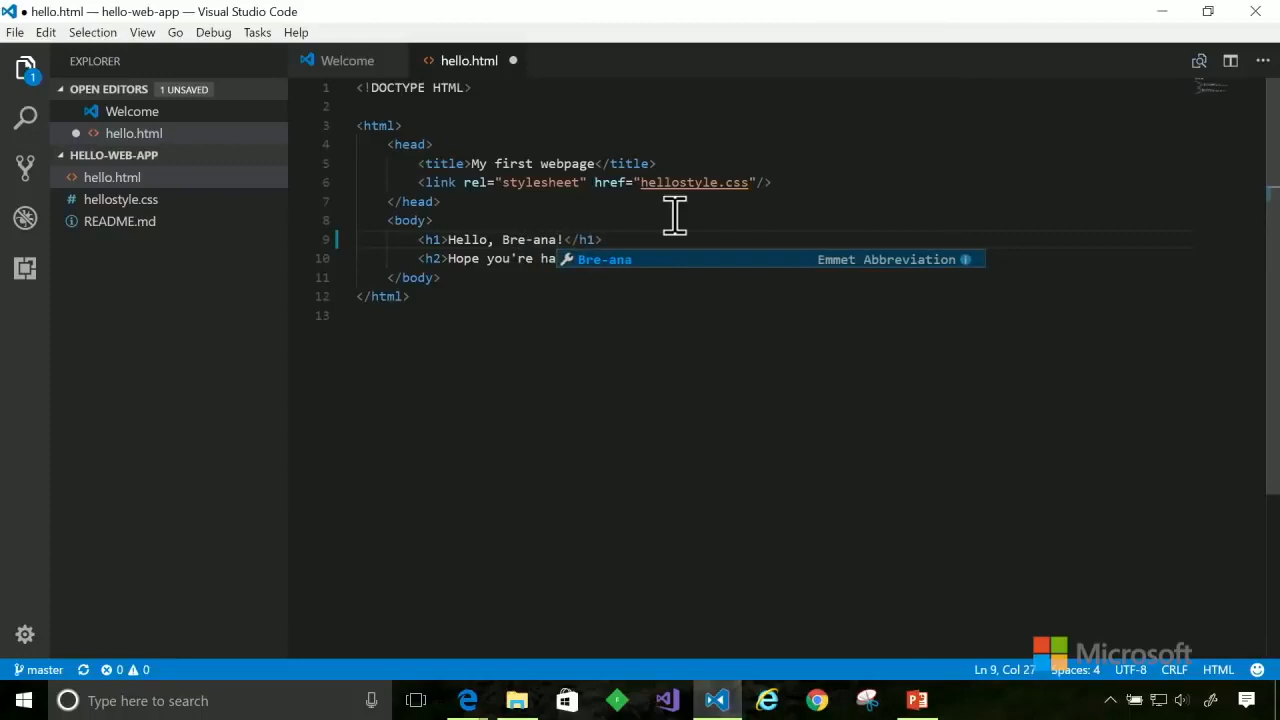 hello.html — hello-web-app — Visual Studio Code
File Edit Selection View Go Debug Tasks Help
EXPLORER
OPEN EDITORS 1 UNSAVED
Welcome
hello.html
HELLO-WEB-APP
hello.html
# hellostyle.css
README.md
1
Welcome
<> hello.html
1 <!DOCTYPE HTML>
2
3 <html>
4 <head>
5 <title>My first webpage</title>
6 <link rel="stylesheet" href="hellostyle.css"/>
7 </head>
8 <body>
9 <h1>Hello, Bre-ana!</h1>
10 <h2>Hope you're ha
Bre-ana Emmet Abbreviation
11 </body>
12 </html>
13
Microsoft
master 0 0 Ln 9, Col 27 Spaces: 4 UTF-8 CRLF HTML
Type here to search